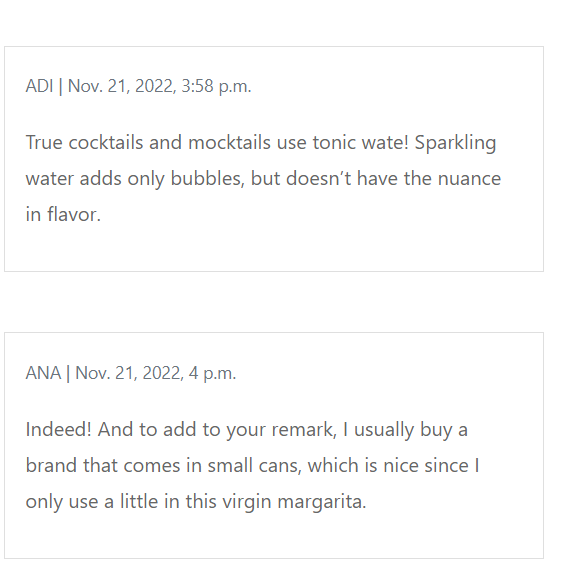 ADI | Nov. 21, 2022, 3:58 p.m.
True cocktails and mocktails use tonic wate! Sparkling
water adds only bubbles, but doesn’t have the nuance
in flavor.
ANA | Nov. 21, 2022, 4 p.m.
Indeed! And to add to your remark, I usually buy a
brand that comes in small cans, which is nice since I
only use a little in this virgin margarita.